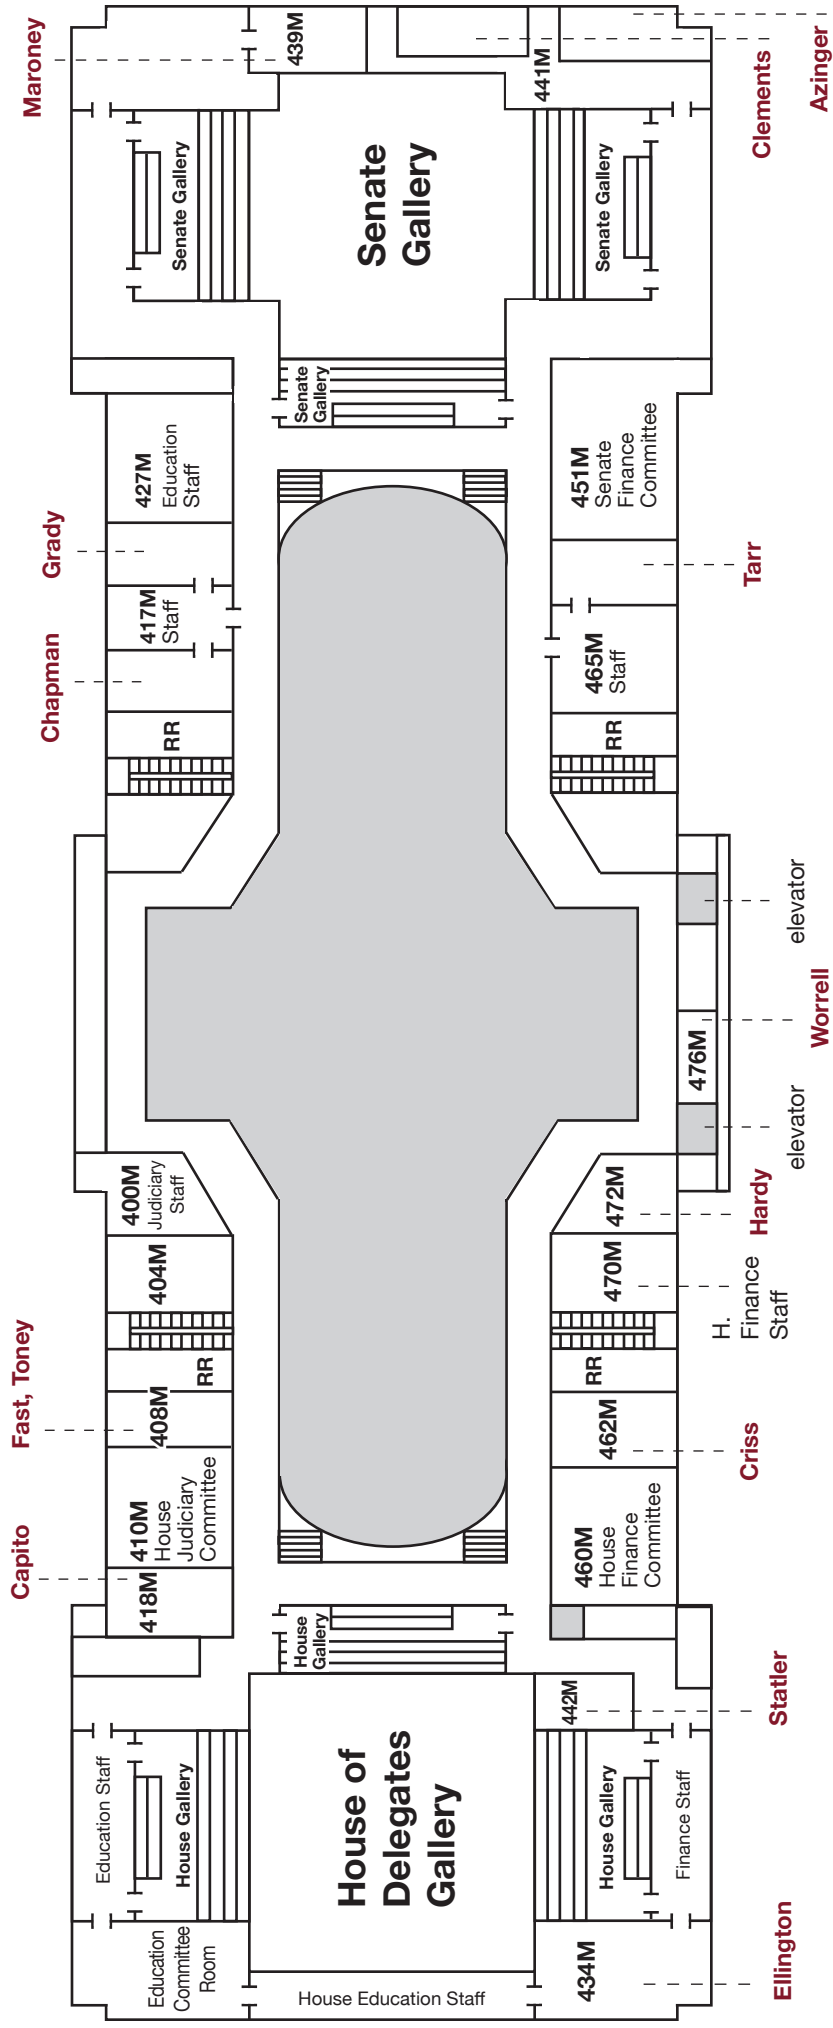 Maroney
439M
441M
Clements
Azinger
Senate Gallery
Senate
Gallery
Senate Gallery
Senate
Gallery
427M
Education
Staff
451M
Senate
Finance
Committee
Grady
417M
Staff
Chapman
RR
Tarr
465M
Staff
RR
elevator
Worrell
476M
elevator
400M
Judiciary
Staff
404M
472M
Hardy
470M
H.
Finance
Staff
Fast, Toney
RR
408M
RR
462M
Criss
Capito
410M
House
Judiciary
Committee
418M
460M
House
Finance
Committee
House
Gallery
442M
Statler
Education Staff
House Gallery
House of
Delegates
Gallery
House Gallery
Finance Staff
Education
Committee
Room
House Education Staff
434M
Ellington